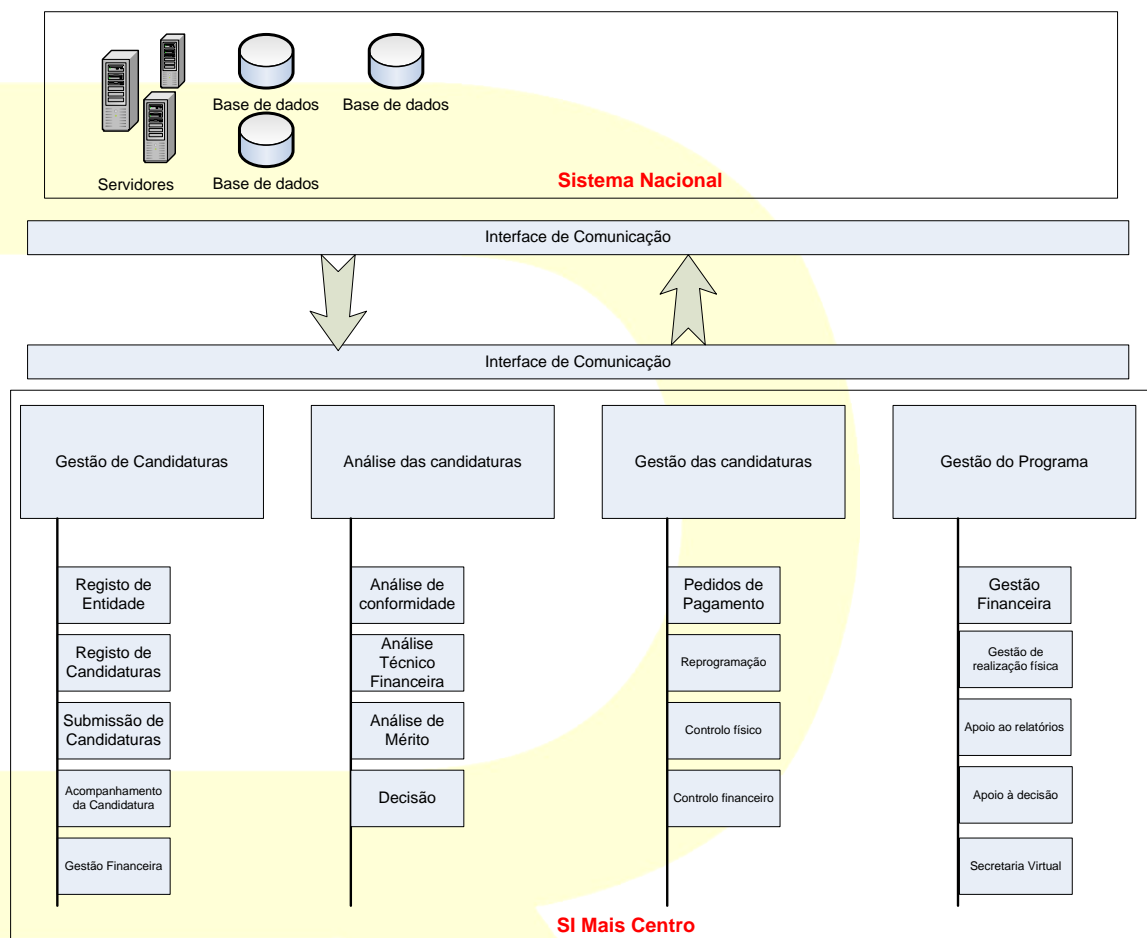 Base de dados
Base de dados
Servidores
Base de dados
Sistema Nacional
Interface de Comunicação
Interface de Comunicação
Gestão de Candidaturas
Análise das candidaturas
Gestão das candidaturas
Gestão do Programa
Registo de
Entidade
Registo de
Candidaturas
Submissão de
Candidaturas
Acompanhamento
da Candidatura
Gestão Financeira
Análise de
conformidade
Análise
Técnico
Financeira
Análise de
Mérito
Decisão
Pedidos de
Pagamento
Reprogramação
Controlo físico
Controlo financeiro
Gestão
Financeira
Gestão de
realização física
Apoio ao relatórios
Apoio à decisão
Secretaria Virtual
SI Mais Centro